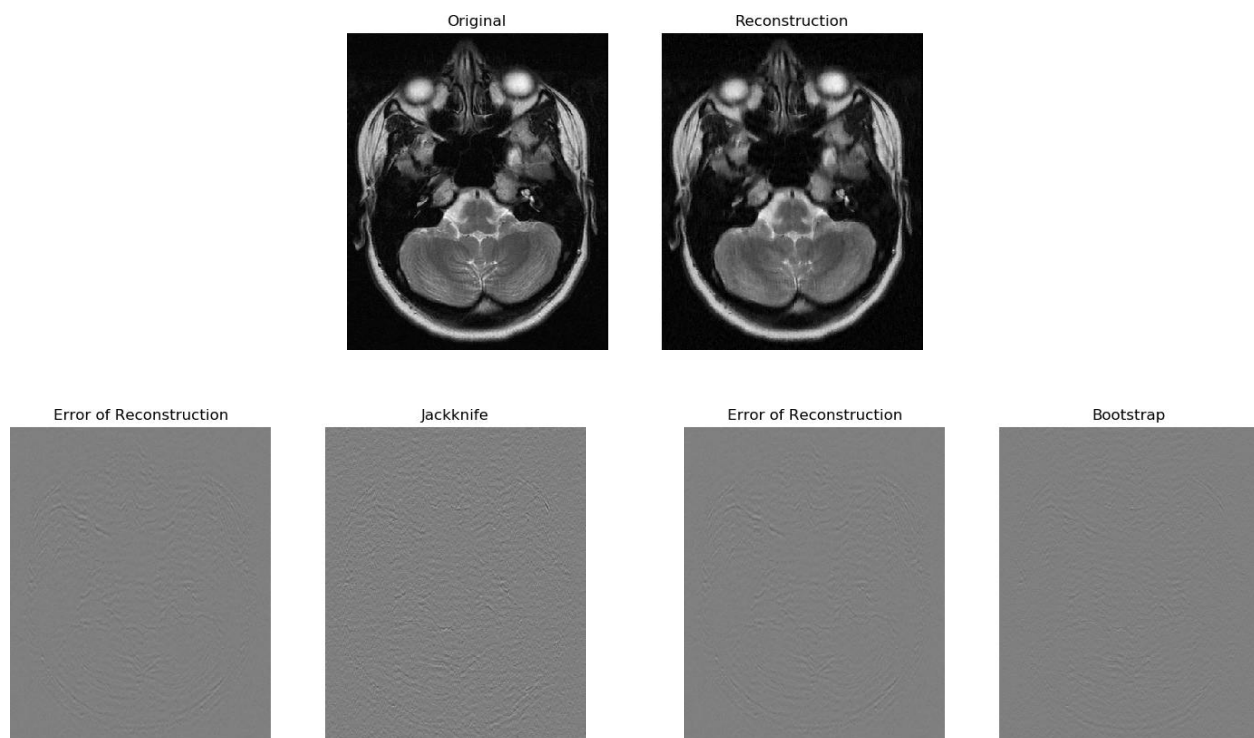 Original
Reconstruction
Error of Reconstruction
Jackknife
Error of Reconstruction
Bootstrap